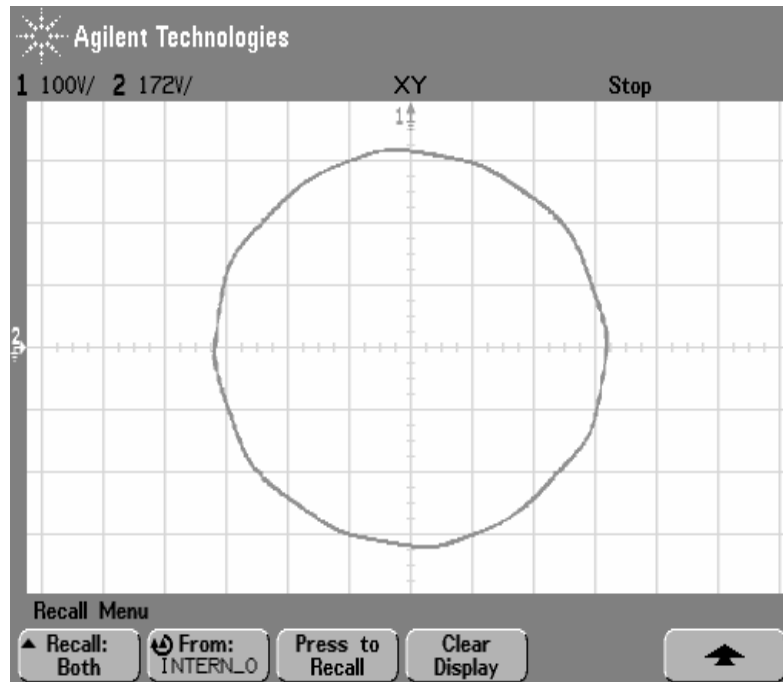 Agilent Technologies
1 100V/ 2 172V/ XY Stop
1
2
Recall Menu
Recall: Both
From: INTERN_0
Press to Recall
Clear Display